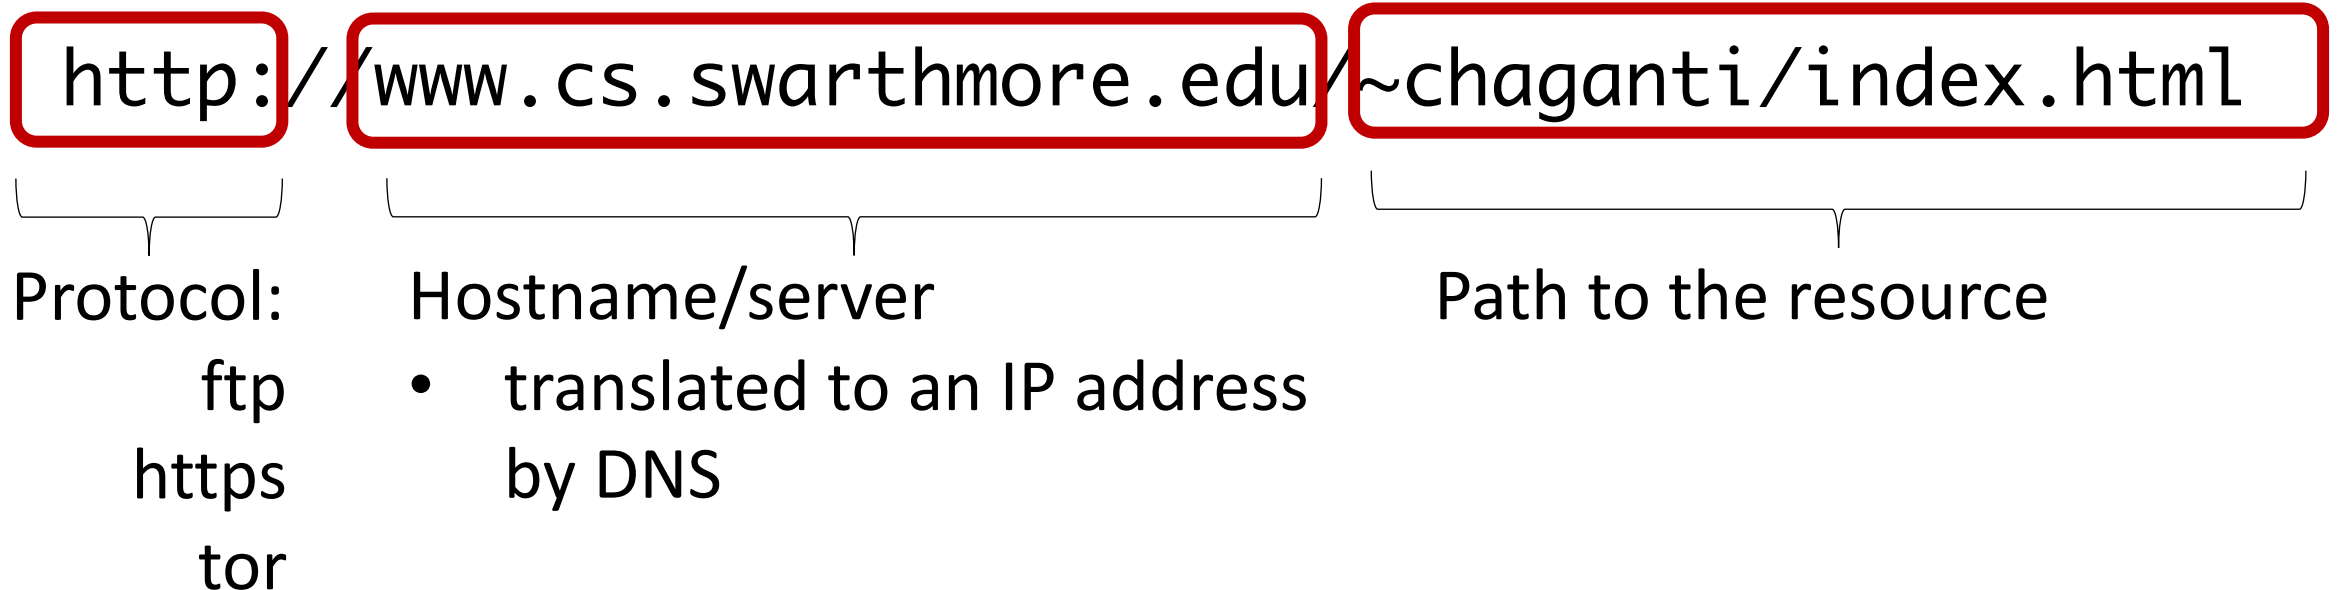 http://www.cs.swarthmore.edu/~chaganti/index.html
Protocol:
ftp
https
tor
Hostname/server
• translated to an IP address
by DNS
Path to the resource